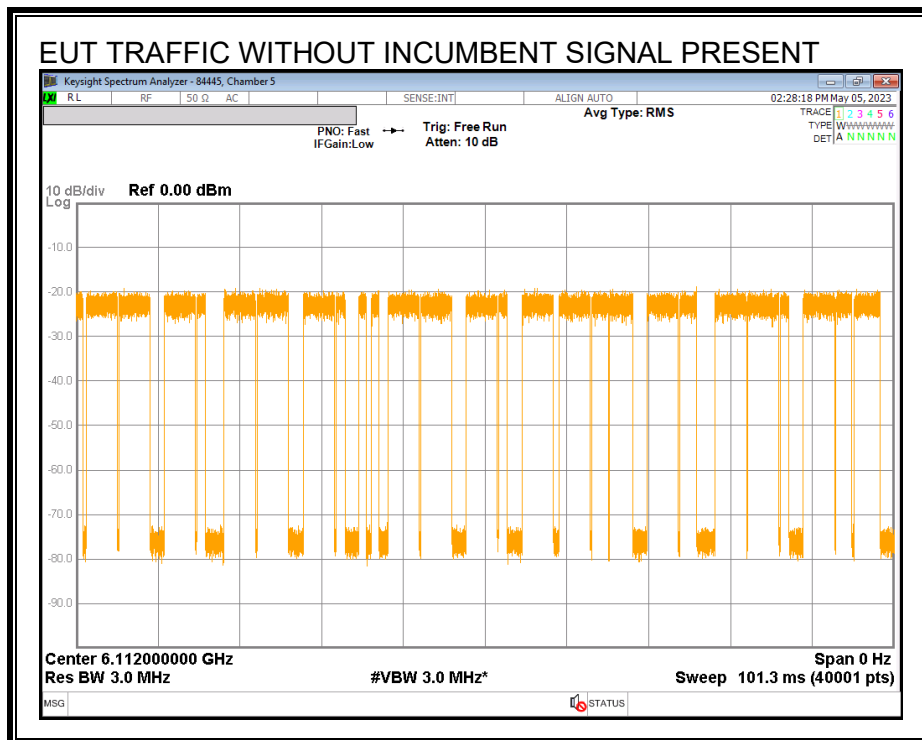 EUT TRAFFIC WITHOUT INCUMBENT SIGNAL PRESENT
Keysight Spectrum Analyzer - 84445, Chamber 5
LXI RL RF 50 Ω AC SENSE:INT ALIGN AUTO 02:28:18 PM May 05, 2023
Avg Type: RMS TRACE 1 2 3 4 5 6
PNO: Fast Trig: Free Run TYPE WWWWWW
IFGain:Low Atten: 10 dB DET A N N N N N
10 dB/div Ref 0.00 dBm
Log
-10.0
-20.0
-30.0
-40.0
-50.0
-60.0
-70.0
-80.0
-90.0
Center 6.112000000 GHz Span 0 Hz
Res BW 3.0 MHz #VBW 3.0 MHz* Sweep 101.3 ms (40001 pts)
MSG STATUS